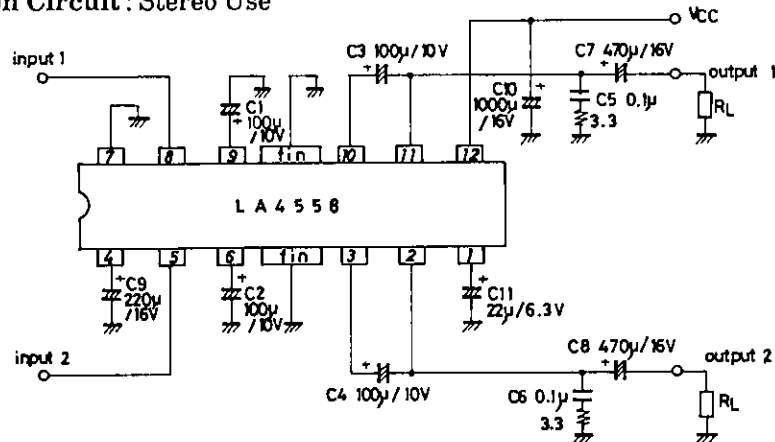 n Circuit : Stereo Use
VCC
input 1
C3 100μ/10V
C7 470μ/16V
output 1
C1
100μ
/10V
C10
1000μ
/16V
C5 0.1μ
3.3
RL
7 8 9 fin 10 11 12
LA4558
4 5 6 fin 3 2 1
C9
220μ
/16V
C2
100μ
/10V
C11
22μ/6.3V
input 2
C4 100μ/10V
C8 470μ/16V
output 2
C6 0.1μ
3.3
RL